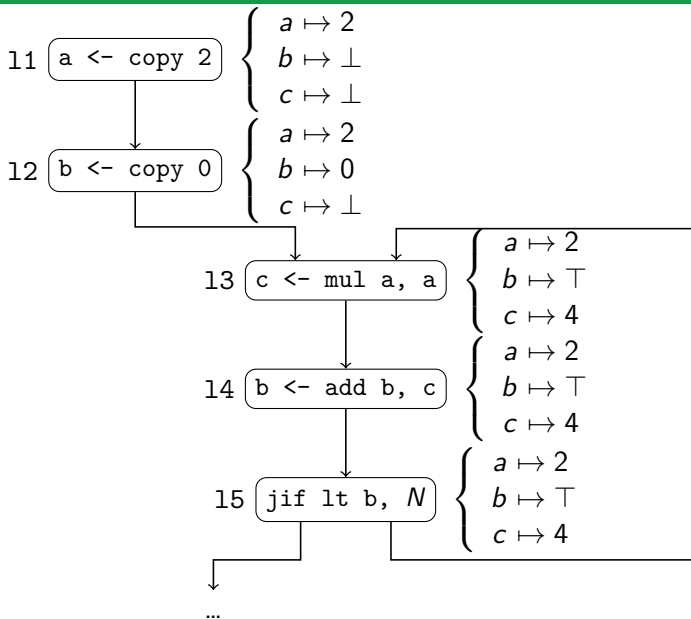 a ↦ 2
l1 a <- copy 2 b ↦ ⊥
c ↦ ⊥
a ↦ 2
l2 b <- copy 0 b ↦ 0
c ↦ ⊥
a ↦ 2
l3 c <- mul a, a b ↦ ⊤
c ↦ 4
a ↦ 2
l4 b <- add b, c b ↦ ⊤
c ↦ 4
a ↦ 2
l5 jif lt b, N b ↦ ⊤
c ↦ 4
…